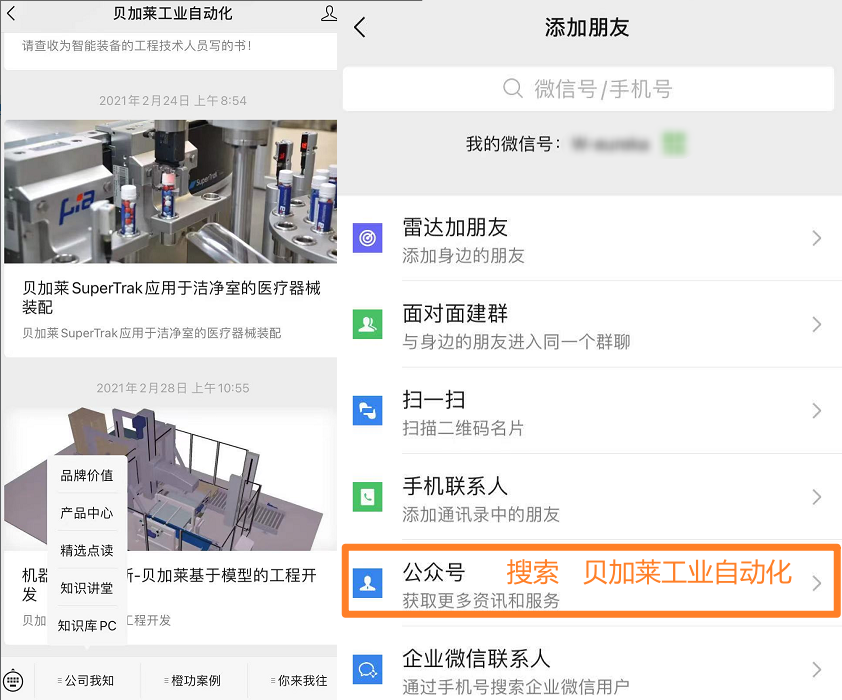 贝加莱工业自动化
请查收为智能装备的工程技术人员写的书!
2021年2月24日 上午8:54
SuperTrak
贝加莱SuperTrak应用于洁净室的医疗器械
装配
贝加莱SuperTrak应用于洁净室的医疗器械装配
2021年2月28日 上午10:55
品牌价值
产品中心
精选点读
知识讲堂
知识库PC
机器
新-贝加莱基于模型的工程开
发
贝加
工程开发
公司我知
橙功案例
你来我往
添加朋友
微信号/手机号
我的微信号:
雷达加朋友
添加身边的朋友
面对面建群
与身边的朋友进入同一个群聊
扫一扫
扫描二维码名片
手机联系人
添加通讯录中的朋友
公众号 搜索 贝加莱工业自动化
获取更多资讯和服务
企业微信联系人
通过手机号搜索企业微信用户